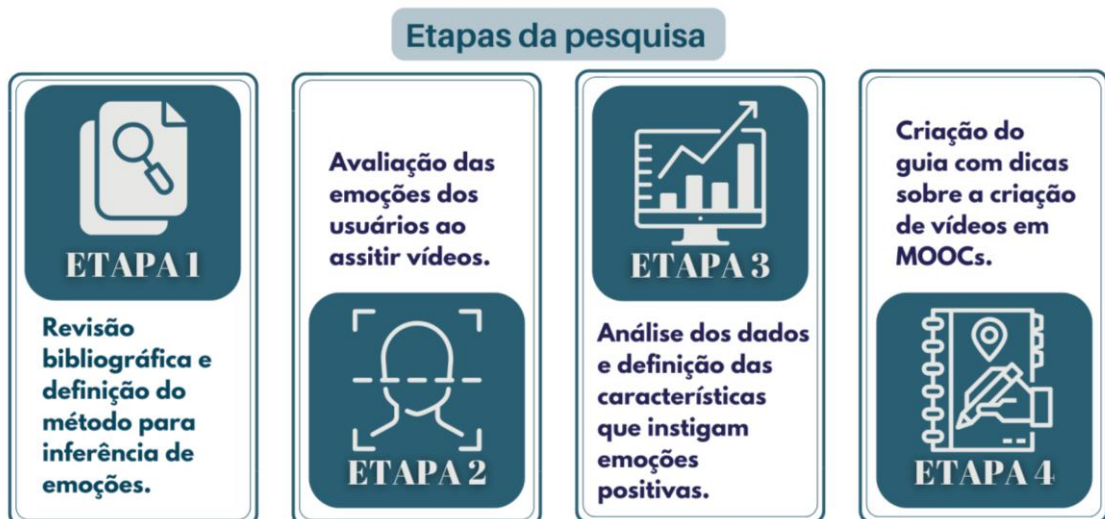 Etapas da pesquisa
ETAPA 1
Revisão
bibliográfica e
definição do
método para
inferência de
emoções.
Avaliação das
emoções dos
usuários ao
assitir vídeos.
ETAPA 2
ETAPA 3
Análise dos dados
e definição das
características
que instigam
emoções
positivas.
Criação do
guia com dicas
sobre a criação
de vídeos em
MOOCs.
ETAPA 4